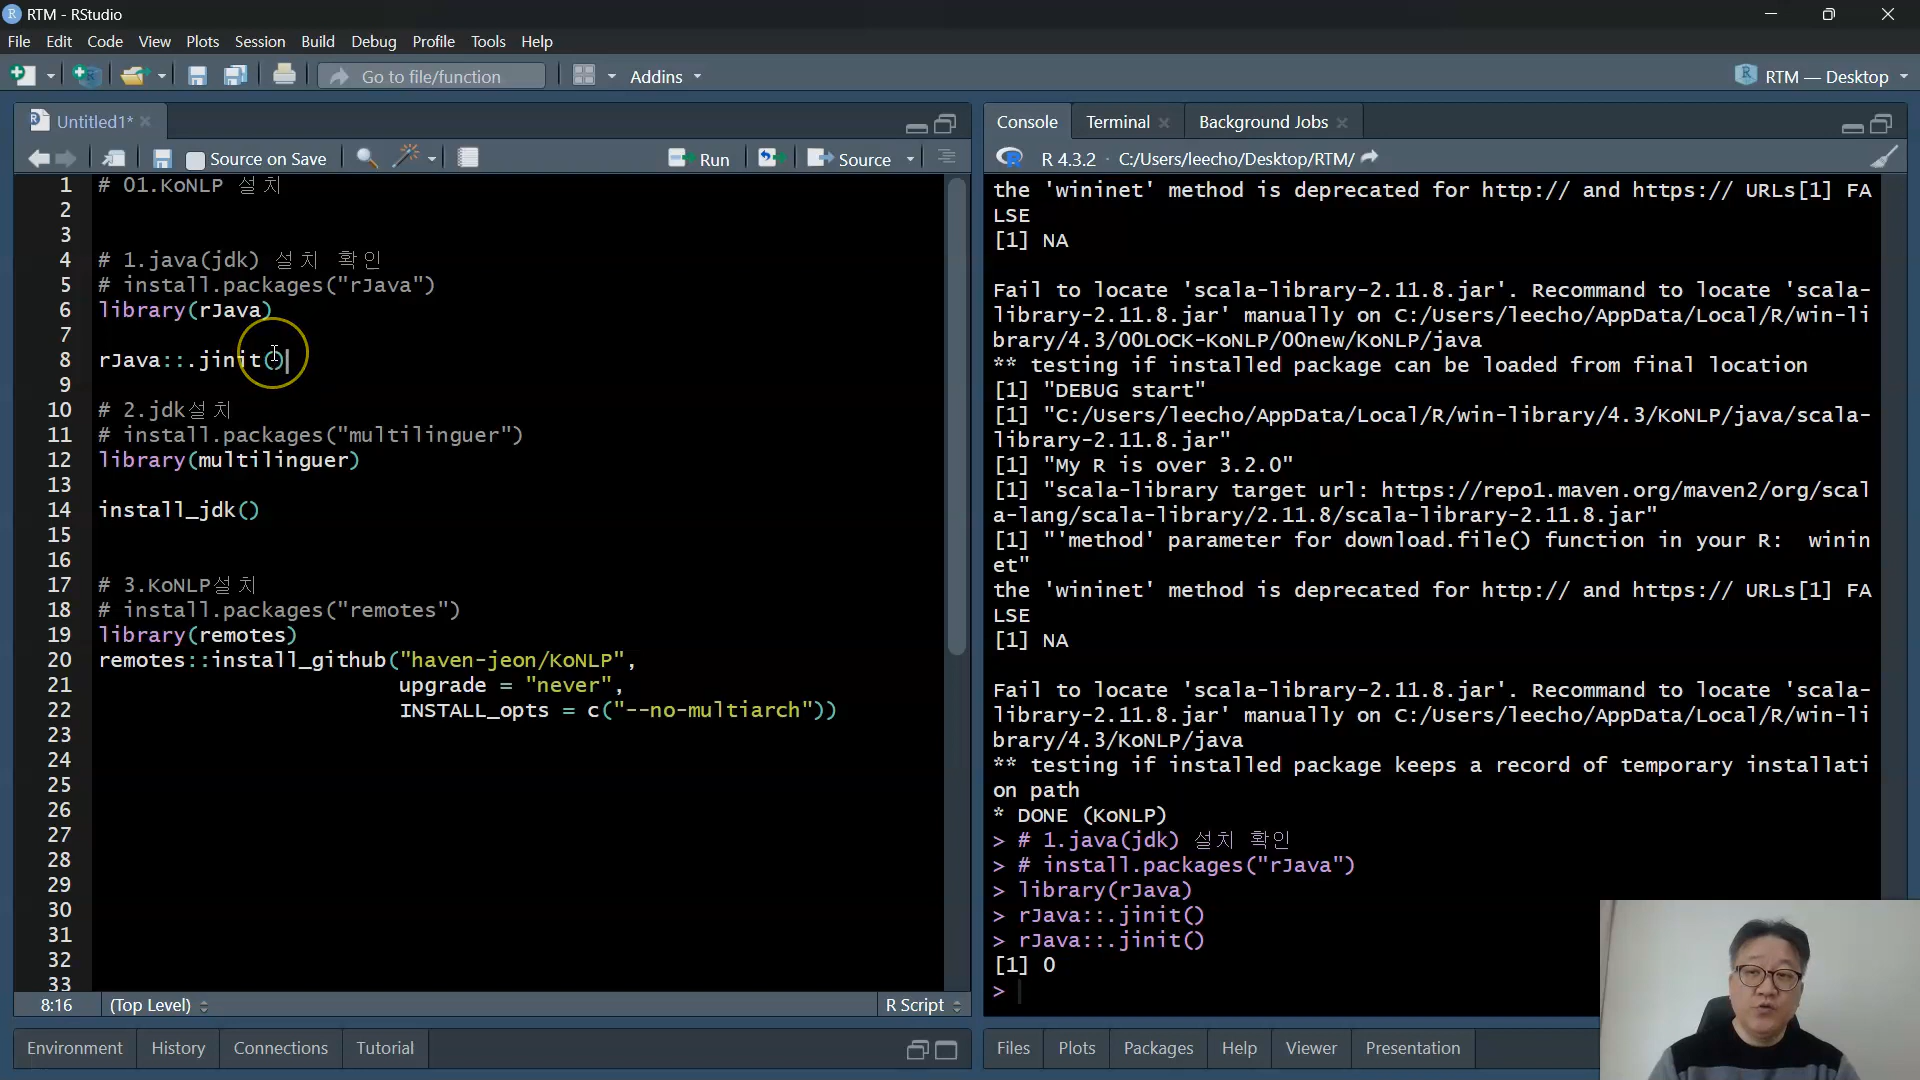 RTM - RStudio
File Edit Code View Plots Session Build Debug Profile Tools Help
Go to file/function Addins RTM — Desktop
Untitled1*
Source on Save Run Source
1 # 01.KoNLP 설치
2
3
4 # 1.java(jdk) 설치 확인
5 # install.packages("rJava")
6 library(rJava)
7
8 rJava::.jinit()
9
10 # 2.jdk설치
11 # install.packages("multilinguer")
12 library(multilinguer)
13
14 install_jdk()
15
16
17 # 3.KoNLP설치
18 # install.packages("remotes")
19 library(remotes)
20 remotes::install_github("haven-jeon/KoNLP",
21 upgrade = "never",
22 INSTALL_opts = c("--no-multiarch"))
23
24
25
26
27
28
29
30
31
32
33
8:16 (Top Level) R Script
Environment History Connections Tutorial
Console Terminal Background Jobs
R 4.3.2 · C:/Users/leecho/Desktop/RTM/
the 'wininet' method is deprecated for http:// and https:// URLs[1] FA
LSE
[1] NA
Fail to locate 'scala-library-2.11.8.jar'. Recommand to locate 'scala-
library-2.11.8.jar' manually on C:/Users/leecho/AppData/Local/R/win-li
brary/4.3/00LOCK-KoNLP/00new/KoNLP/java
** testing if installed package can be loaded from final location
[1] "DEBUG start"
[1] "C:/Users/leecho/AppData/Local/R/win-library/4.3/KoNLP/java/scala-
library-2.11.8.jar"
[1] "My R is over 3.2.0"
[1] "scala-library target url: https://repo1.maven.org/maven2/org/scal
a-lang/scala-library/2.11.8/scala-library-2.11.8.jar"
[1] "'method' parameter for download.file() function in your R:  winin
et"
the 'wininet' method is deprecated for http:// and https:// URLs[1] FA
LSE
[1] NA
Fail to locate 'scala-library-2.11.8.jar'. Recommand to locate 'scala-
library-2.11.8.jar' manually on C:/Users/leecho/AppData/Local/R/win-li
brary/4.3/KoNLP/java
** testing if installed package keeps a record of temporary installati
on path
* DONE (KoNLP)
> # 1.java(jdk) 설치 확인
> # install.packages("rJava")
> library(rJava)
> rJava::.jinit()
> rJava::.jinit()
[1] 0
>
Files Plots Packages Help Viewer Presentation